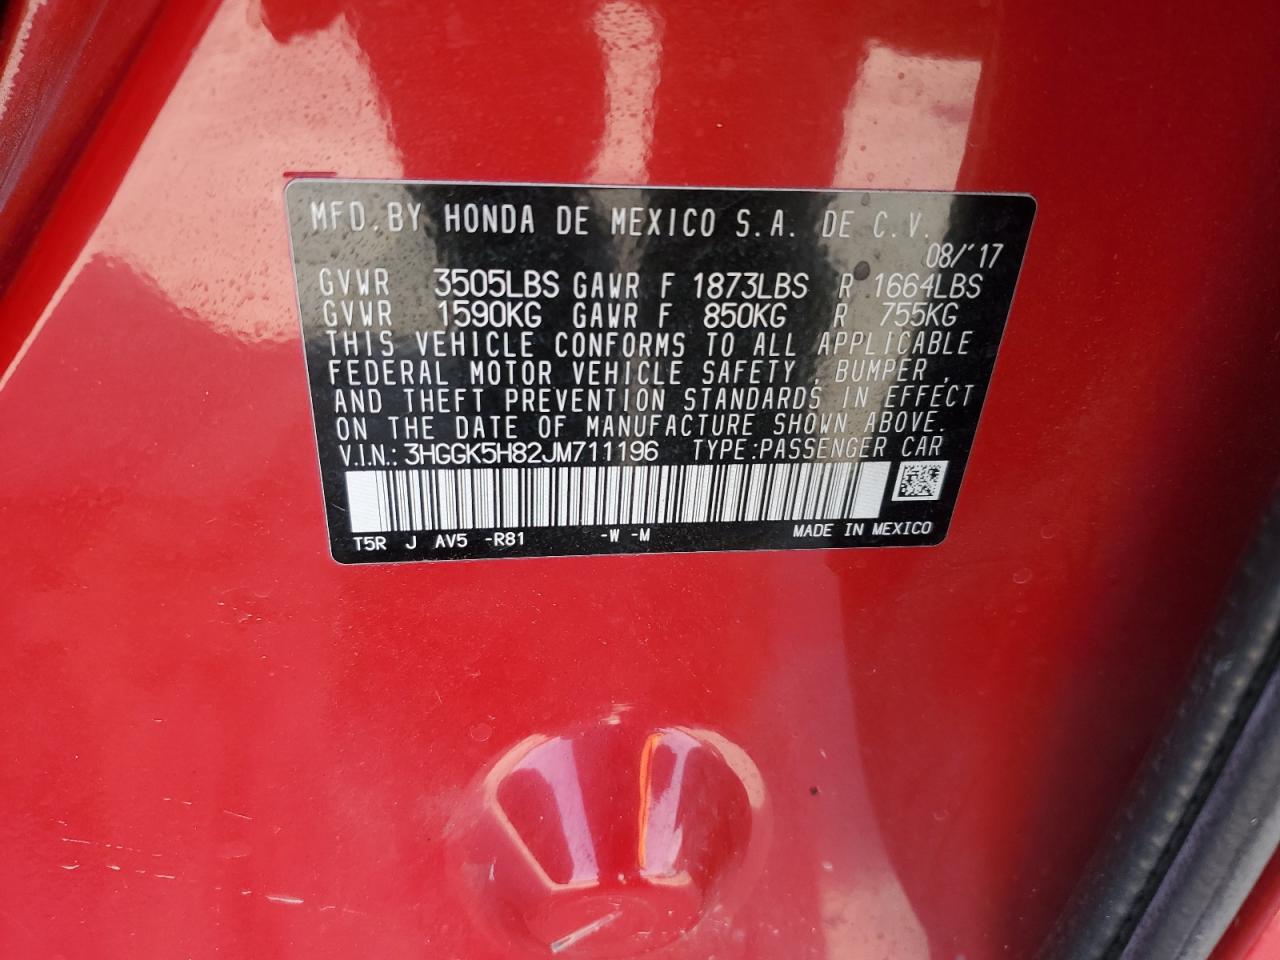 MFD. BY HONDA DE MEXICO S.A. DE C.V.
08/'17
GVWR 3505LBS GAWR F 1873LBS R 1664LBS
GVWR 1590KG GAWR F 850KG R 755KG
THIS VEHICLE CONFORMS TO ALL APPLICABLE
FEDERAL MOTOR VEHICLE SAFETY , BUMPER ,
AND THEFT PREVENTION STANDARDS IN EFFECT
ON THE DATE OF MANUFACTURE SHOWN ABOVE.
V.I.N.: 3HGGK5H82JM711196 TYPE:PASSENGER CAR
T5R J AV5 -R81 -W -M MADE IN MEXICO